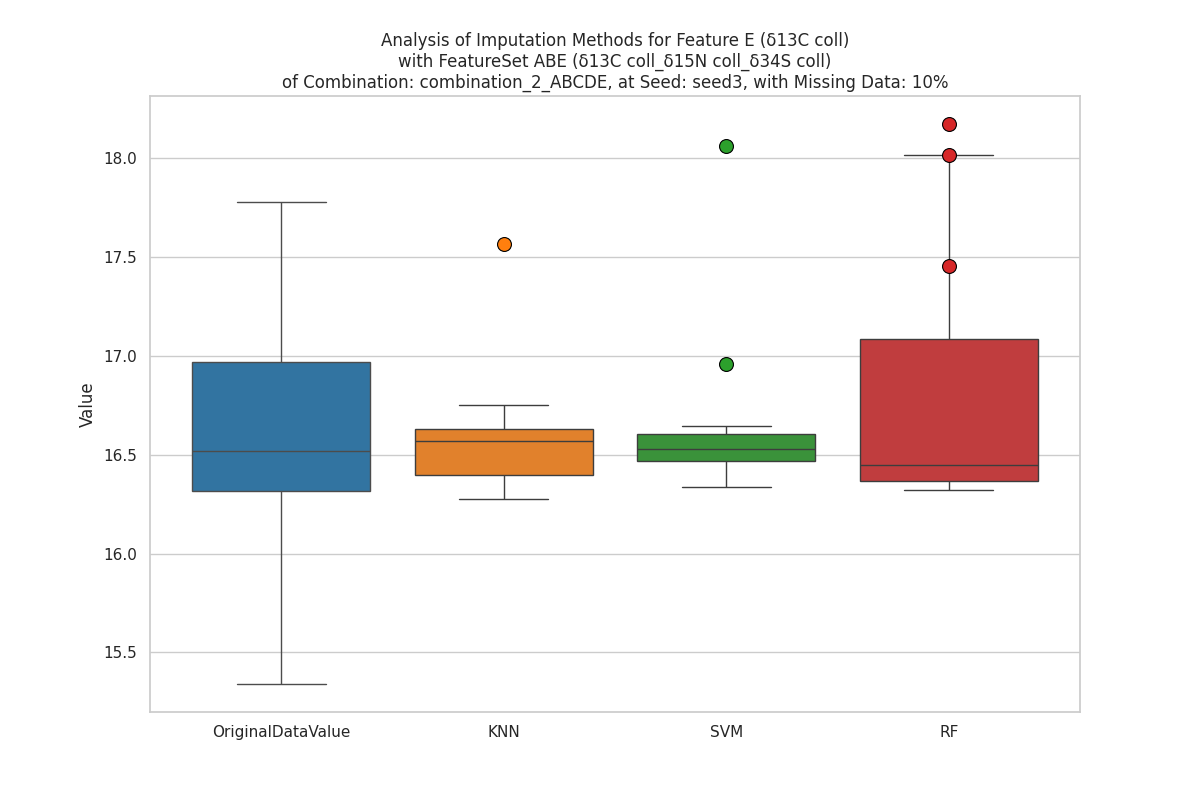 Analysis of Imputation Methods for Feature E (δ13C coll)
with FeatureSet ABE (δ13C coll_δ15N coll_δ34S coll)
of Combination: combination_2_ABCDE, at Seed: seed3, with Missing Data: 10%
18.0
17.5
17.0
16.5
16.0
15.5
Value
OriginalDataValue KNN SVM RF